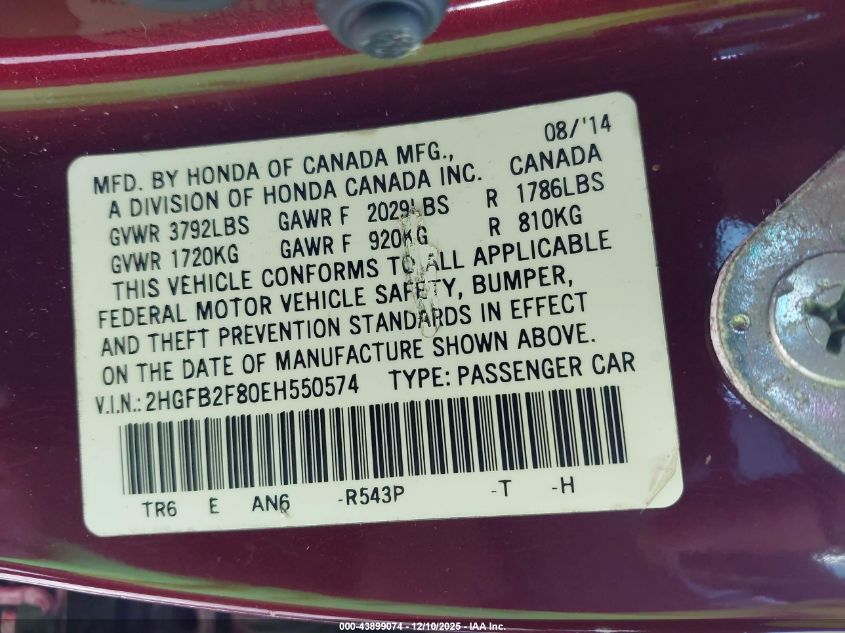 08/'14
MFD. BY HONDA OF CANADA MFG.,
A DIVISION OF HONDA CANADA INC. CANADA
GVWR 3792LBS GAWR F 2029LBS R 1786LBS
GVWR 1720KG GAWR F 920KG R 810KG
THIS VEHICLE CONFORMS TO ALL APPLICABLE
FEDERAL MOTOR VEHICLE SAFETY, BUMPER,
AND THEFT PREVENTION STANDARDS IN EFFECT
ON THE DATE OF MANUFACTURE SHOWN ABOVE.
V.I.N.: 2HGFB2F80EH550574 TYPE: PASSENGER CAR
TR6 E AN6 -R543P -T -H
000-43899074 - 12/10/2025 - IAA Inc.